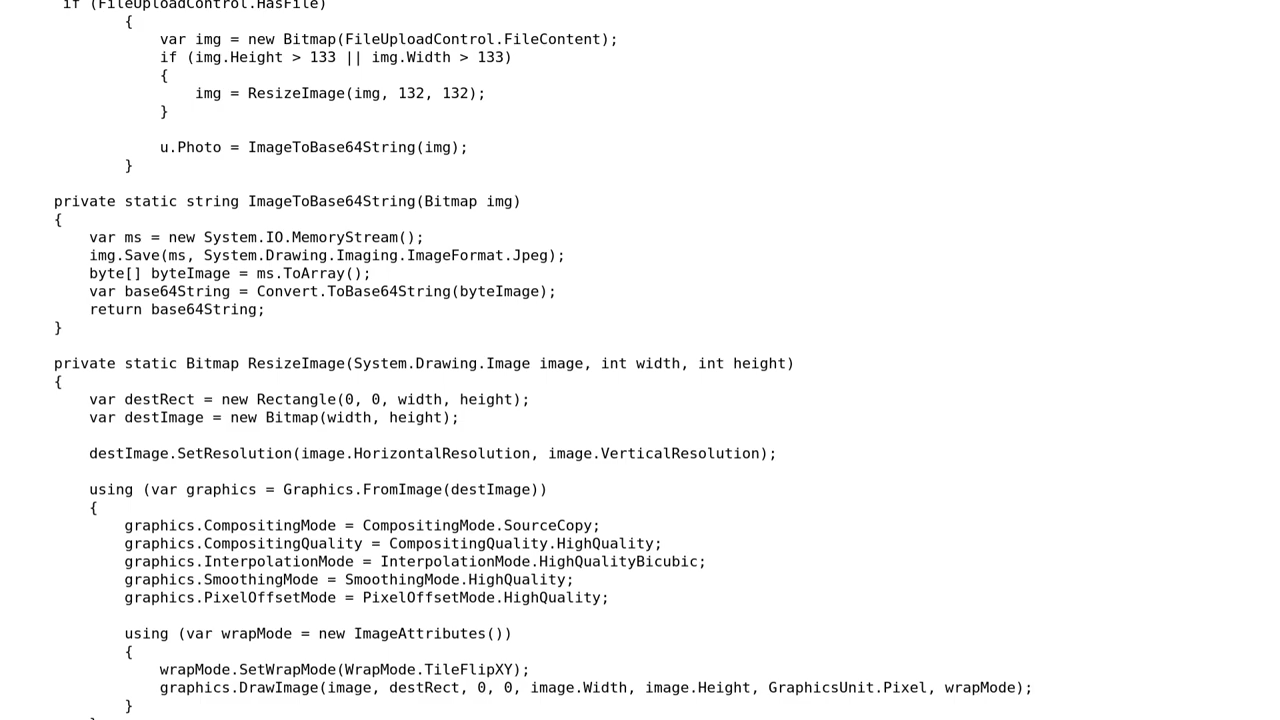 if (FileUploadControl.HasFile)
{
var img = new Bitmap(FileUploadControl.FileContent);
if (img.Height > 133 || img.Width > 133)
{
img = ResizeImage(img, 132, 132);
}
u.Photo = ImageToBase64String(img);
}
private static string ImageToBase64String(Bitmap img)
{
var ms = new System.IO.MemoryStream();
img.Save(ms, System.Drawing.Imaging.ImageFormat.Jpeg);
byte[] byteImage = ms.ToArray();
var base64String = Convert.ToBase64String(byteImage);
return base64String;
}
private static Bitmap ResizeImage(System.Drawing.Image image, int width, int height)
{
var destRect = new Rectangle(0, 0, width, height);
var destImage = new Bitmap(width, height);
destImage.SetResolution(image.HorizontalResolution, image.VerticalResolution);
using (var graphics = Graphics.FromImage(destImage))
{
graphics.CompositingMode = CompositingMode.SourceCopy;
graphics.CompositingQuality = CompositingQuality.HighQuality;
graphics.InterpolationMode = InterpolationMode.HighQualityBicubic;
graphics.SmoothingMode = SmoothingMode.HighQuality;
graphics.PixelOffsetMode = PixelOffsetMode.HighQuality;
using (var wrapMode = new ImageAttributes())
{
wrapMode.SetWrapMode(WrapMode.TileFlipXY);
graphics.DrawImage(image, destRect, 0, 0, image.Width, image.Height, GraphicsUnit.Pixel, wrapMode);
}